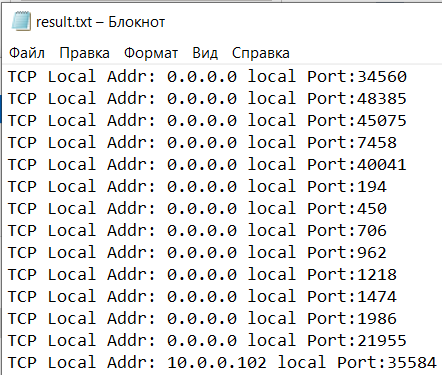 result.txt – Блокнот
Файл Правка Формат Вид Справка
TCP Local Addr: 0.0.0.0 local Port:34560
TCP Local Addr: 0.0.0.0 local Port:48385
TCP Local Addr: 0.0.0.0 local Port:45075
TCP Local Addr: 0.0.0.0 local Port:7458
TCP Local Addr: 0.0.0.0 local Port:40041
TCP Local Addr: 0.0.0.0 local Port:194
TCP Local Addr: 0.0.0.0 local Port:450
TCP Local Addr: 0.0.0.0 local Port:706
TCP Local Addr: 0.0.0.0 local Port:962
TCP Local Addr: 0.0.0.0 local Port:1218
TCP Local Addr: 0.0.0.0 local Port:1474
TCP Local Addr: 0.0.0.0 local Port:1986
TCP Local Addr: 0.0.0.0 local Port:21955
TCP Local Addr: 10.0.0.102 local Port:35584